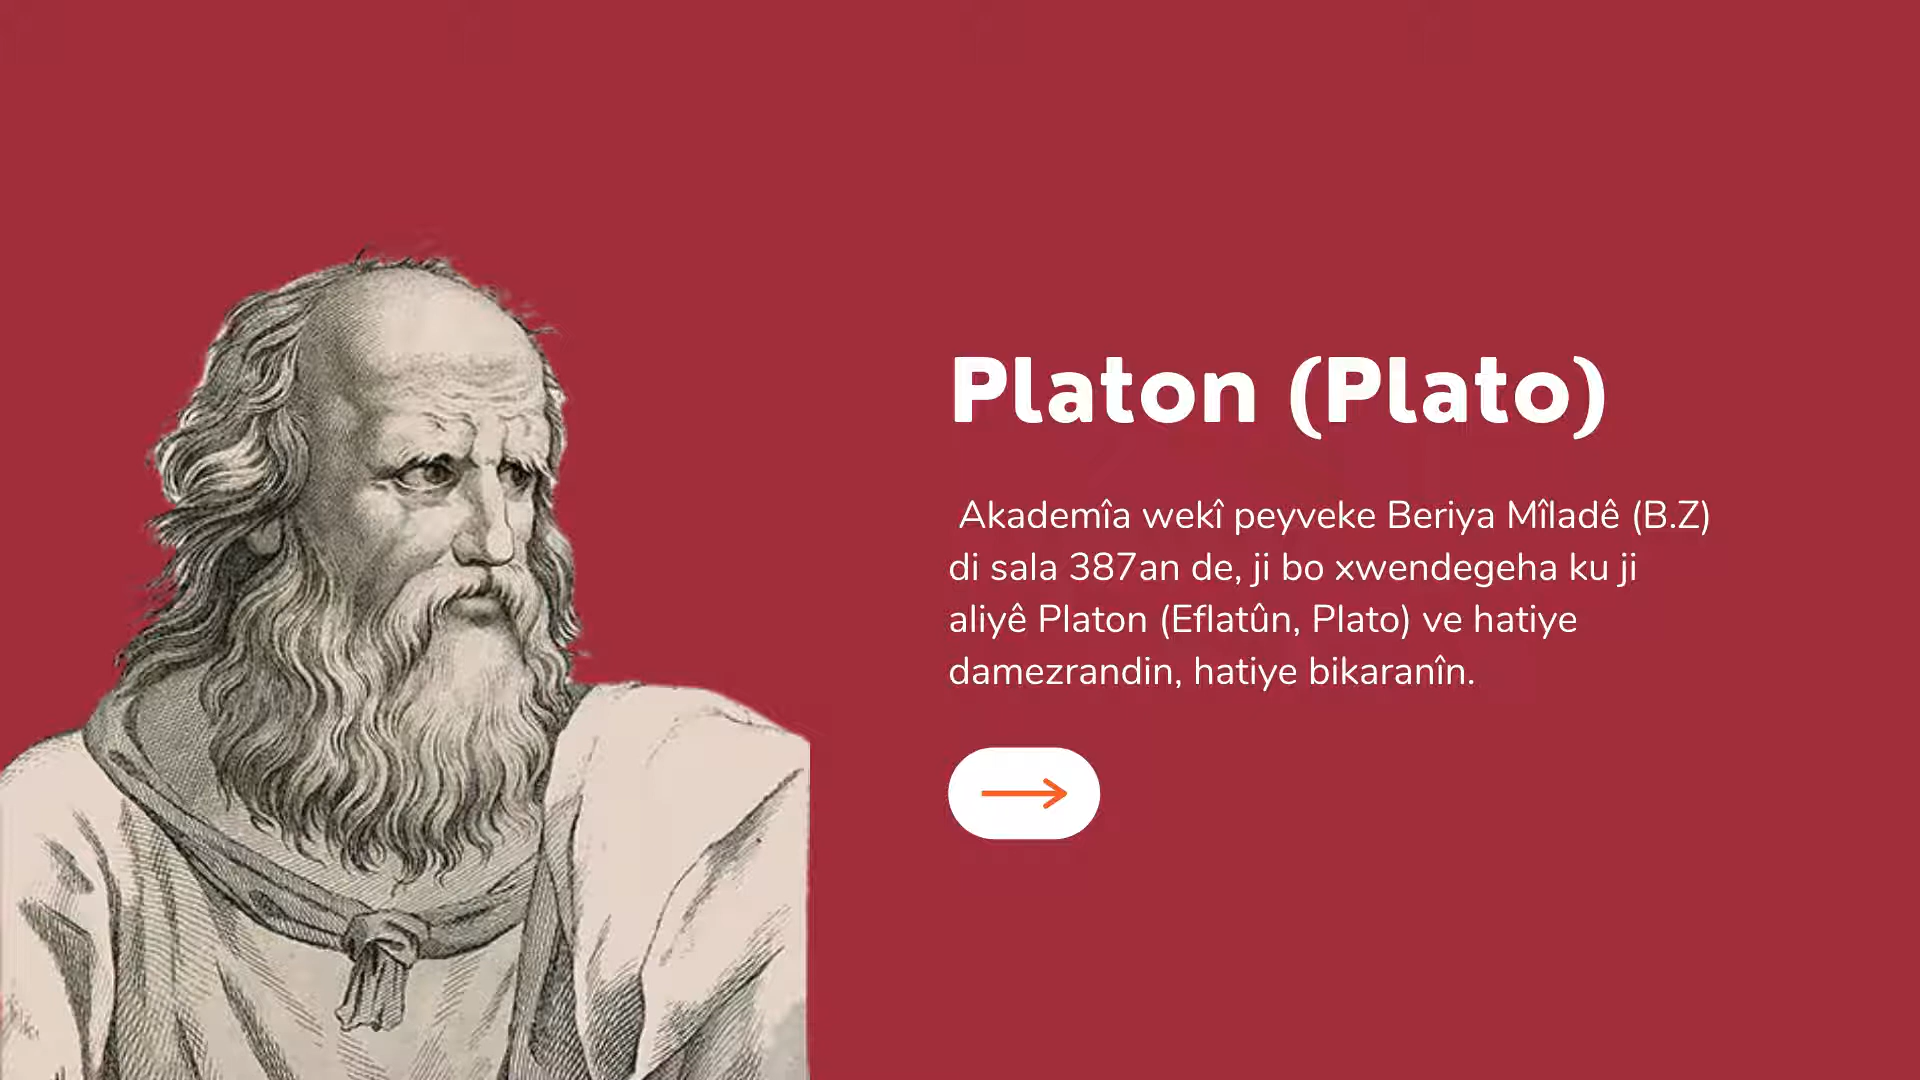 Platon (Plato)
Akademîa wekî peyveke Beriya Mîladê (B.Z)
di sala 387an de, ji bo xwendegeha ku ji
aliyê Platon (Eflatûn, Plato) ve hatiye
damezrandin, hatiye bikaranîn.